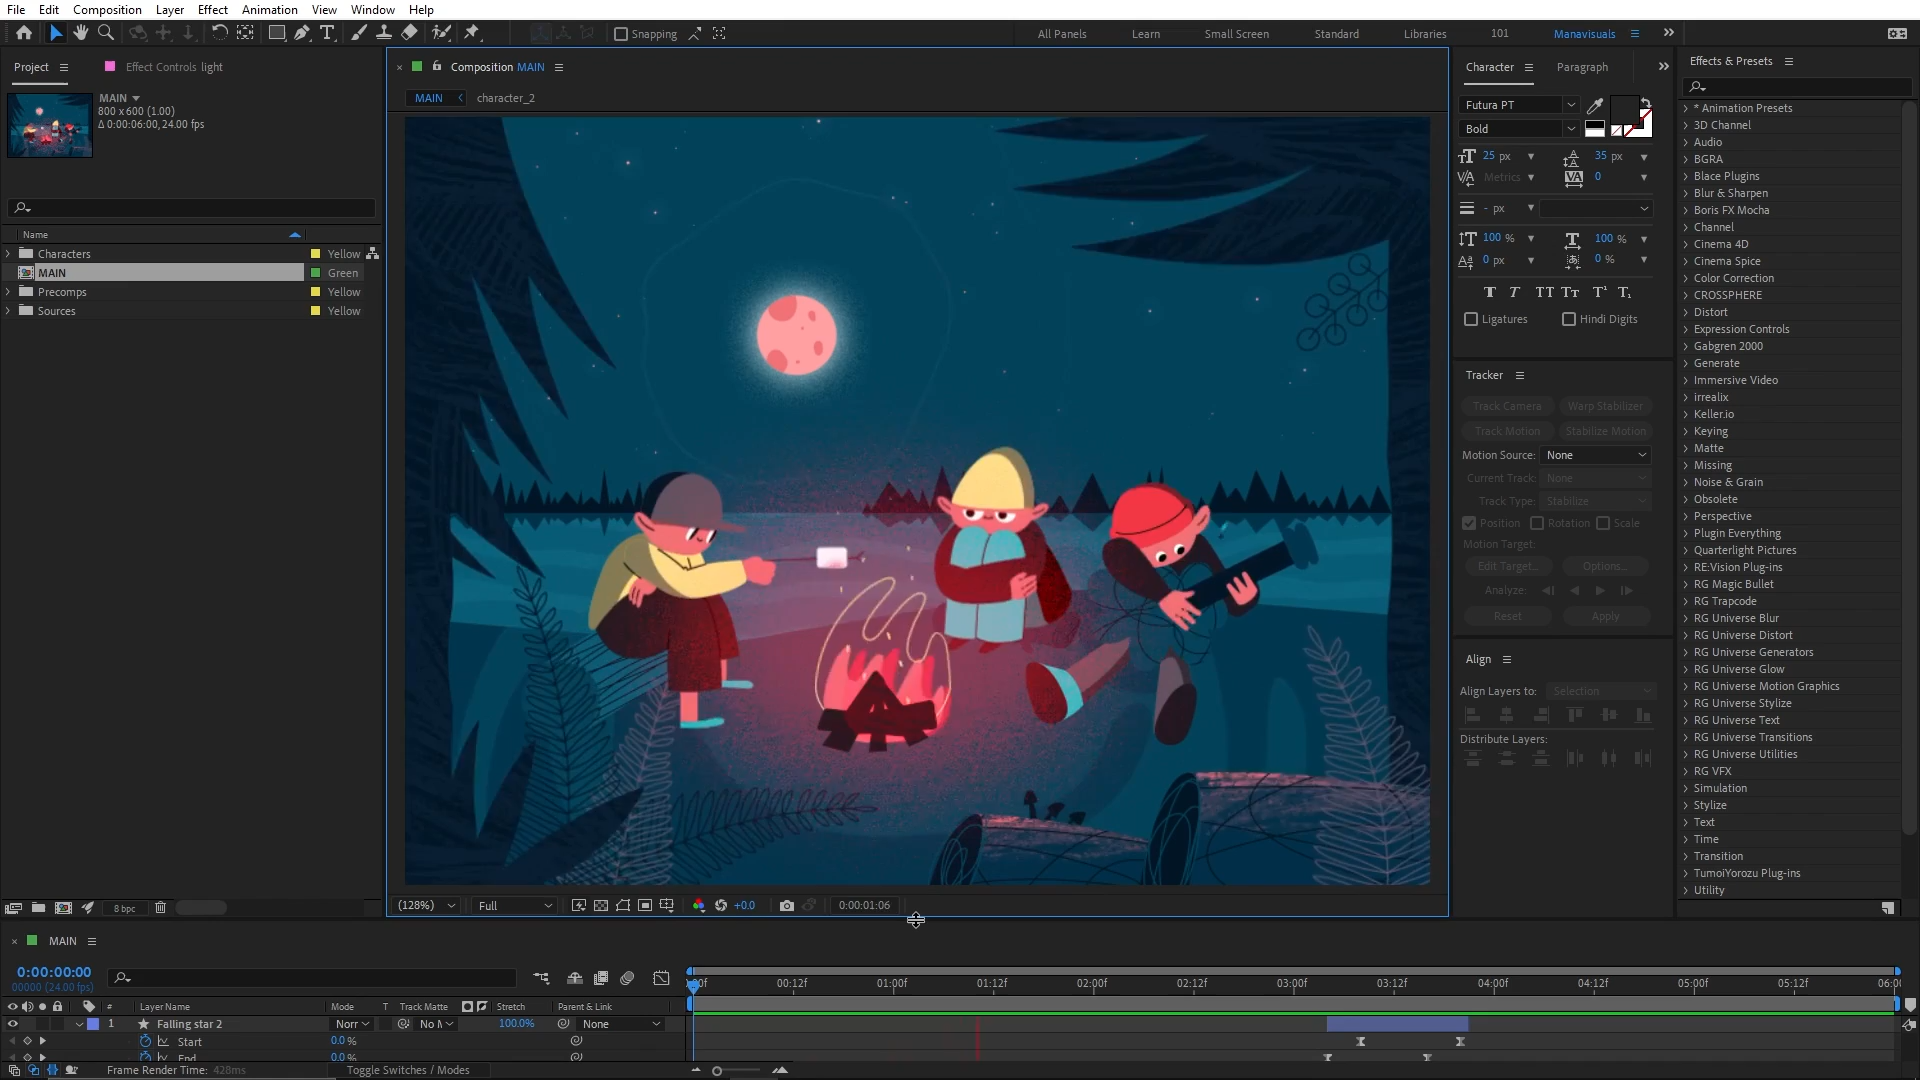 File Edit Composition Layer Effect Animation View Window Help
Snapping
All Panels Learn Small Screen Standard Libraries 101 Manavisuals
Project Effect Controls light
MAIN
800 x 600 (1.00)
Δ 0:00:06:00, 24.00 fps
Name
Characters Yellow
MAIN Green
Precomps Yellow
Sources Yellow
8 bpc
Composition MAIN
MAIN character_2
(128%) Full +0.0 0:00:01:06
Character Paragraph
Futura PT
Bold
25 px 35 px
Metrics 0
- px
100 % 100 %
0 px 0 %
Ligatures Hindi Digits
Tracker
Track Camera Warp Stabilizer
Track Motion Stabilize Motion
Motion Source: None
Current Track: None
Track Type: Stabilize
Position Rotation Scale
Motion Target:
Edit Target... Options...
Analyze:
Reset Apply
Align
Align Layers to: Selection
Distribute Layers:
Effects & Presets
* Animation Presets
3D Channel
Audio
BGRA
Blace Plugins
Blur & Sharpen
Boris FX Mocha
Channel
Cinema 4D
Cinema Spice
Color Correction
CROSSPHERE
Distort
Expression Controls
Gabgren 2000
Generate
Immersive Video
irrealix
Keller.io
Keying
Matte
Missing
Noise & Grain
Obsolete
Perspective
Plugin Everything
Quarterlight Pictures
RE:Vision Plug-ins
RG Magic Bullet
RG Trapcode
RG Universe Blur
RG Universe Distort
RG Universe Generators
RG Universe Glow
RG Universe Motion Graphics
RG Universe Stylize
RG Universe Text
RG Universe Transitions
RG Universe Utilities
RG VFX
Simulation
Stylize
Text
Time
Transition
TumoiYorozu Plug-ins
Utility
MAIN
0:00:00:00
00000 (24.00 fps)
00:12f 01:00f 01:12f 02:00f 02:12f 03:00f 03:12f 04:00f 04:12f 05:00f 05:12f
# Layer Name Mode T Track Matte Stretch Parent & Link
1 Falling star 2 100.0% None
Start 0.0 %
End 0.0 %
Frame Render Time: 428ms Toggle Switches / Modes